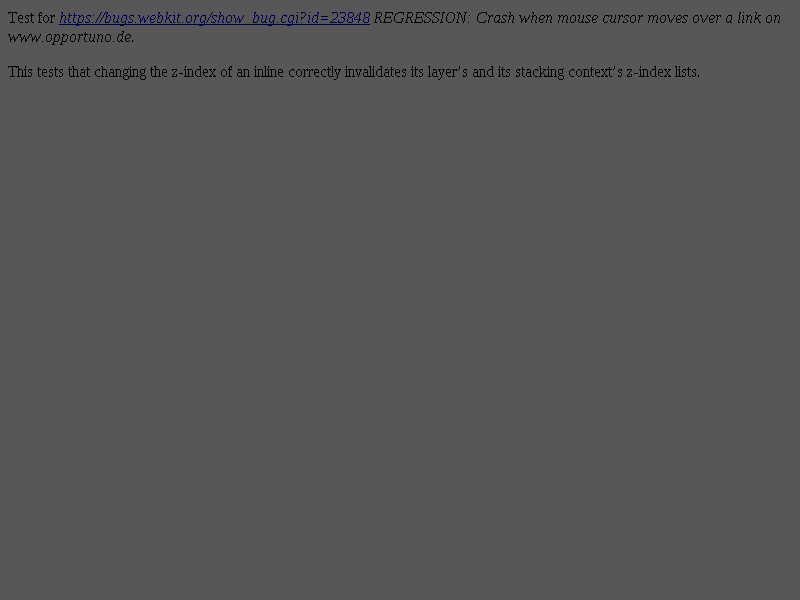 Test for https://bugs.webkit.org/show_bug.cgi?id=23848 REGRESSION: Crash when mouse cursor moves over a link on
www.opportuno.de.
This tests that changing the z-index of an inline correctly invalidates its layer’s and its stacking context’s z-index lists.